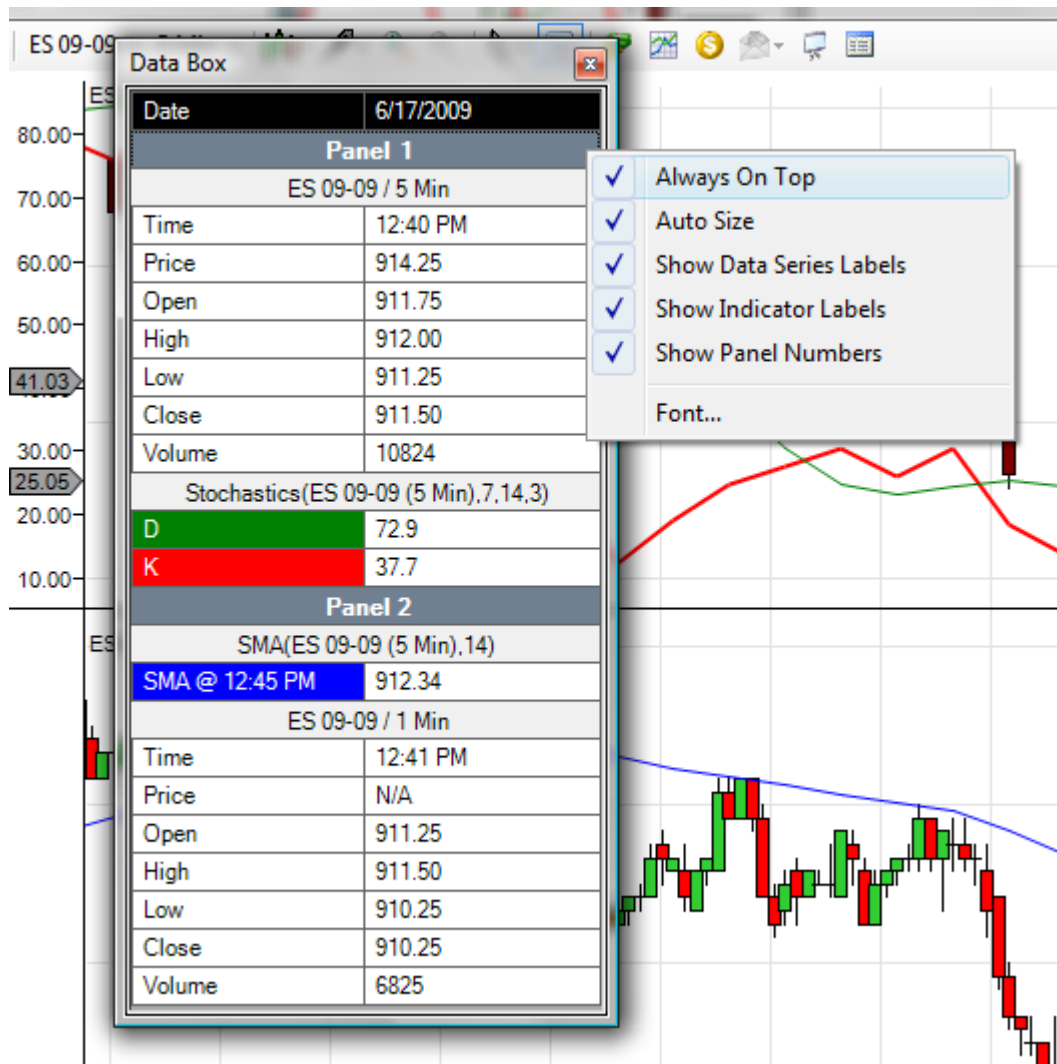 ES 09-09
Data Box
ES
Date 6/17/2009
Panel 1
ES 09-09 / 5 Min
Time 12:40 PM
Price 914.25
Open 911.75
High 912.00
Low 911.25
Close 911.50
Volume 10824
Stochastics(ES 09-09 (5 Min),7,14,3)
D 72.9
K 37.7
Panel 2
SMA(ES 09-09 (5 Min),14)
SMA @ 12:45 PM 912.34
ES 09-09 / 1 Min
Time 12:41 PM
Price N/A
Open 911.25
High 911.50
Low 910.25
Close 910.25
Volume 6825
Always On Top
Auto Size
Show Data Series Labels
Show Indicator Labels
Show Panel Numbers
Font...
80.00
70.00
60.00
50.00
41.03
30.00
25.05
20.00
10.00
ES